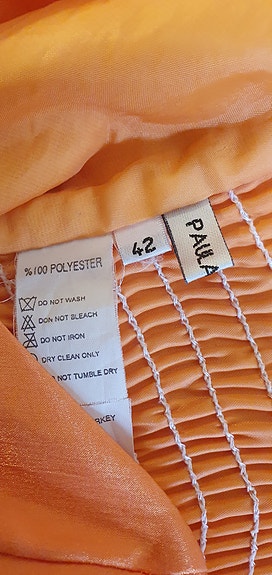 %100 POLYESTER
DO NOT WASH
DON NOT BLEACH
DO NOT IRON
DRY CLEAN ONLY
NOT TUMBLE DRY
42
PAULA